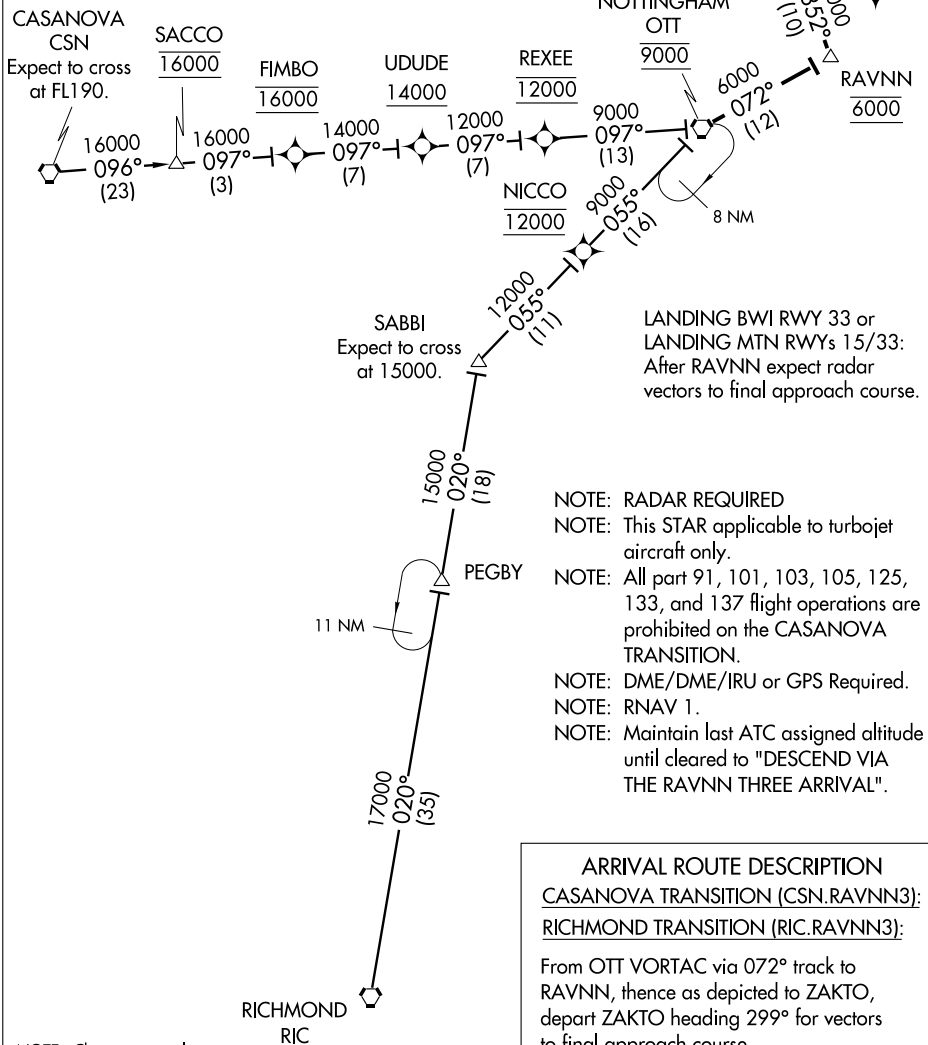 CASANOVA
CSN
Expect to cross
at FL190.
SACCO
16000
FIMBO
16000
UDUDE
14000
REXEE
12000
NOTTINGHAM
OTT
9000
352°
(10)
RAVNN
6000
16000
096°
(23)
16000
097°
(3)
14000
097°
(7)
12000
097°
(7)
9000
097°
(13)
6000
072°
(12)
NICCO
12000
9000
055°
(16)
8 NM
12000
055°
(11)
SABBI
Expect to cross
at 15000.
LANDING BWI RWY 33 or
LANDING MTN RWYs 15/33:
After RAVNN expect radar
vectors to final approach course.
15000
020°
(18)
PEGBY
11 NM
NOTE: RADAR REQUIRED
NOTE: This STAR applicable to turbojet
aircraft only.
NOTE: All part 91, 101, 103, 105, 125,
133, and 137 flight operations are
prohibited on the CASANOVA
TRANSITION.
NOTE: DME/DME/IRU or GPS Required.
NOTE: RNAV 1.
NOTE: Maintain last ATC assigned altitude
until cleared to "DESCEND VIA
THE RAVNN THREE ARRIVAL".
17000
020°
(35)
RICHMOND
RIC
ARRIVAL ROUTE DESCRIPTION
CASANOVA TRANSITION (CSN.RAVNN3):
RICHMOND TRANSITION (RIC.RAVNN3):
From OTT VORTAC via 072° track to
RAVNN, thence as depicted to ZAKTO,
depart ZAKTO heading 299° for vectors
to final approach course.